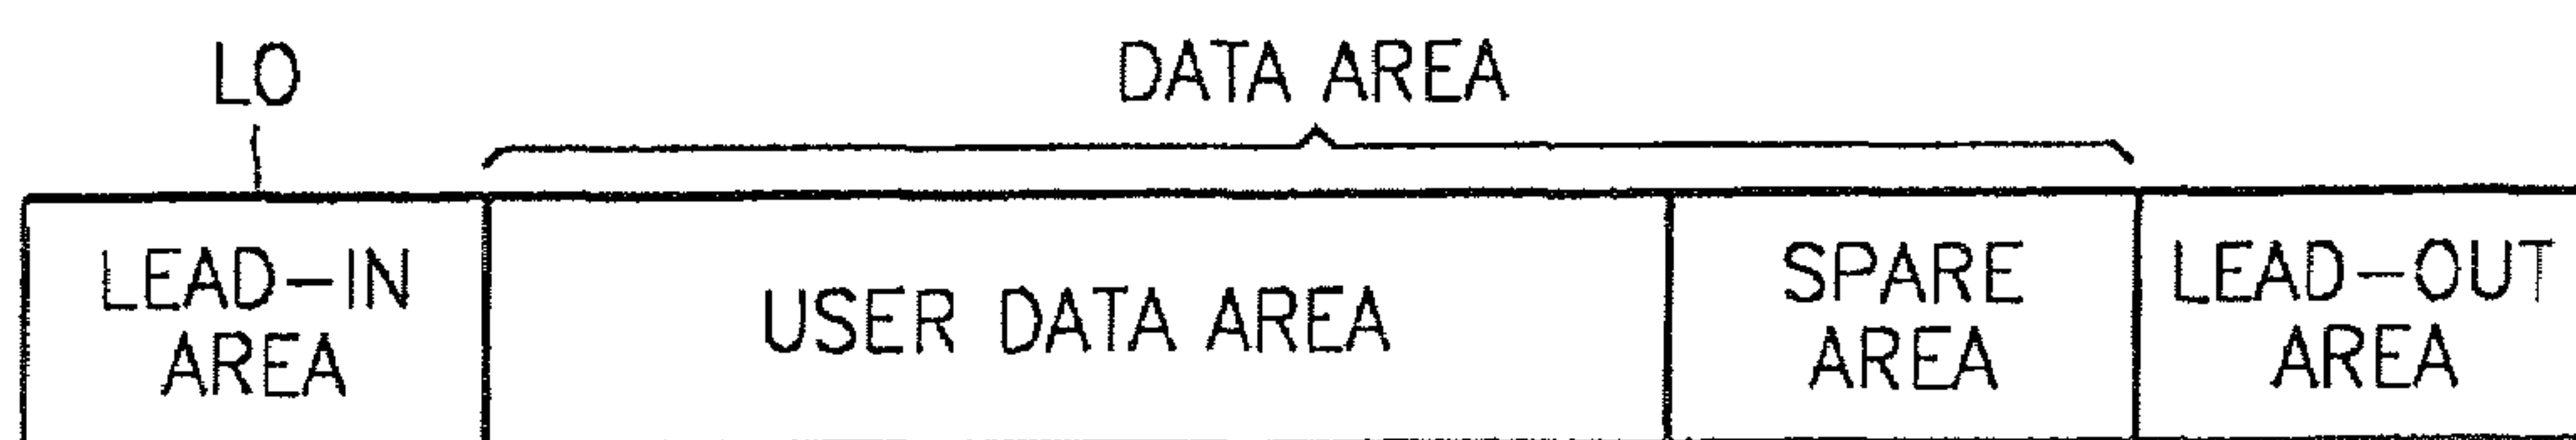 LO
DATA AREA
LEAD-IN
AREA
USER DATA AREA
SPARE
AREA
LEAD-OUT
AREA